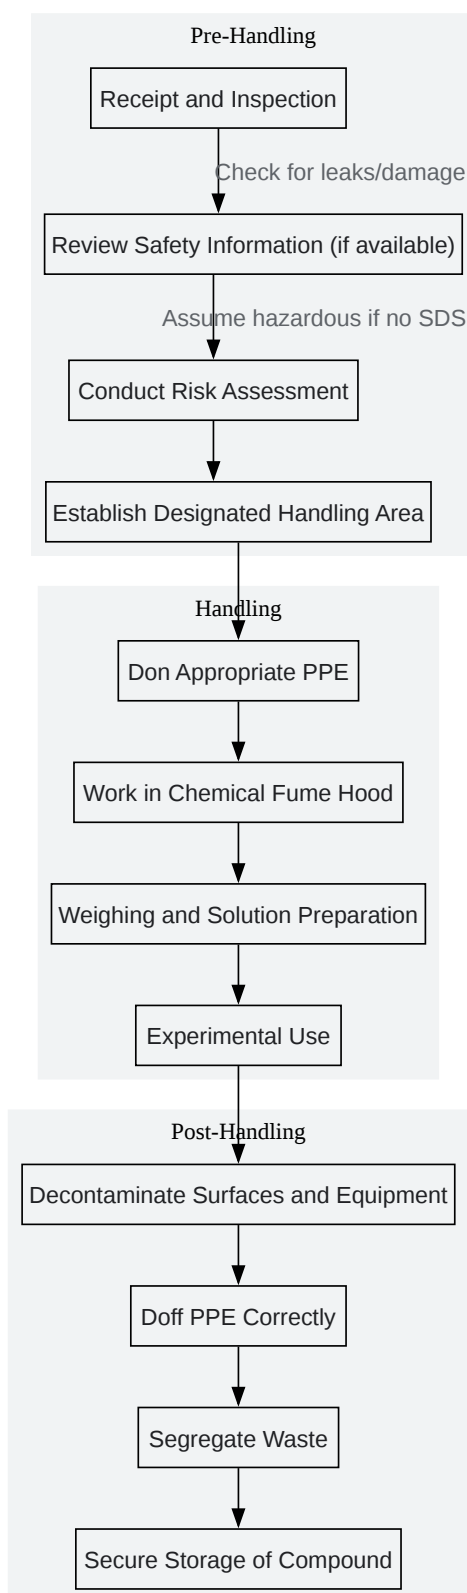 Pre-Handling
Receipt and Inspection
Check for leaks/damage
Review Safety Information (if available)
Assume hazardous if no SDS
Conduct Risk Assessment
Establish Designated Handling Area
Handling
Don Appropriate PPE
Work in Chemical Fume Hood
Weighing and Solution Preparation
Experimental Use
Post-Handling
Decontaminate Surfaces and Equipment
Doff PPE Correctly
Segregate Waste
Secure Storage of Compound